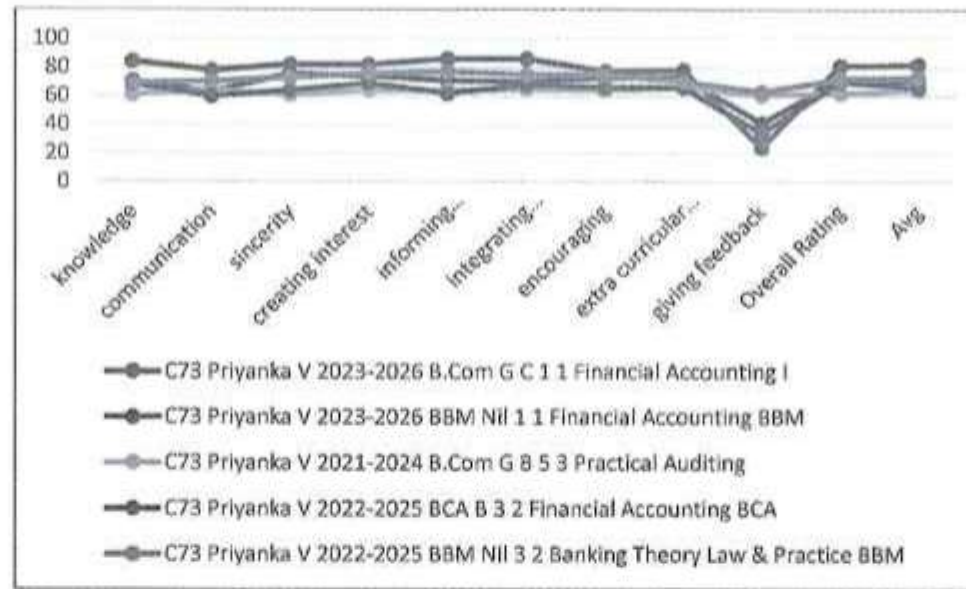 100
80
60
40
20
0
knowledge
communication
sincerity
creating interest
informing...
integrating...
encouraging
extra curricular...
giving feedback
Overall Rating
Avg
C73 Priyanka V 2023-2026 B.Com G C 1 1 Financial Accounting I
C73 Priyanka V 2023-2026 BBM Nil 1 1 Financial Accounting BBM
C73 Priyanka V 2021-2024 B.Com G B 5 3 Practical Auditing
C73 Priyanka V 2022-2025 BCA B 3 2 Financial Accounting BCA
C73 Priyanka V 2022-2025 BBM Nil 3 2 Banking Theory Law & Practice BBM